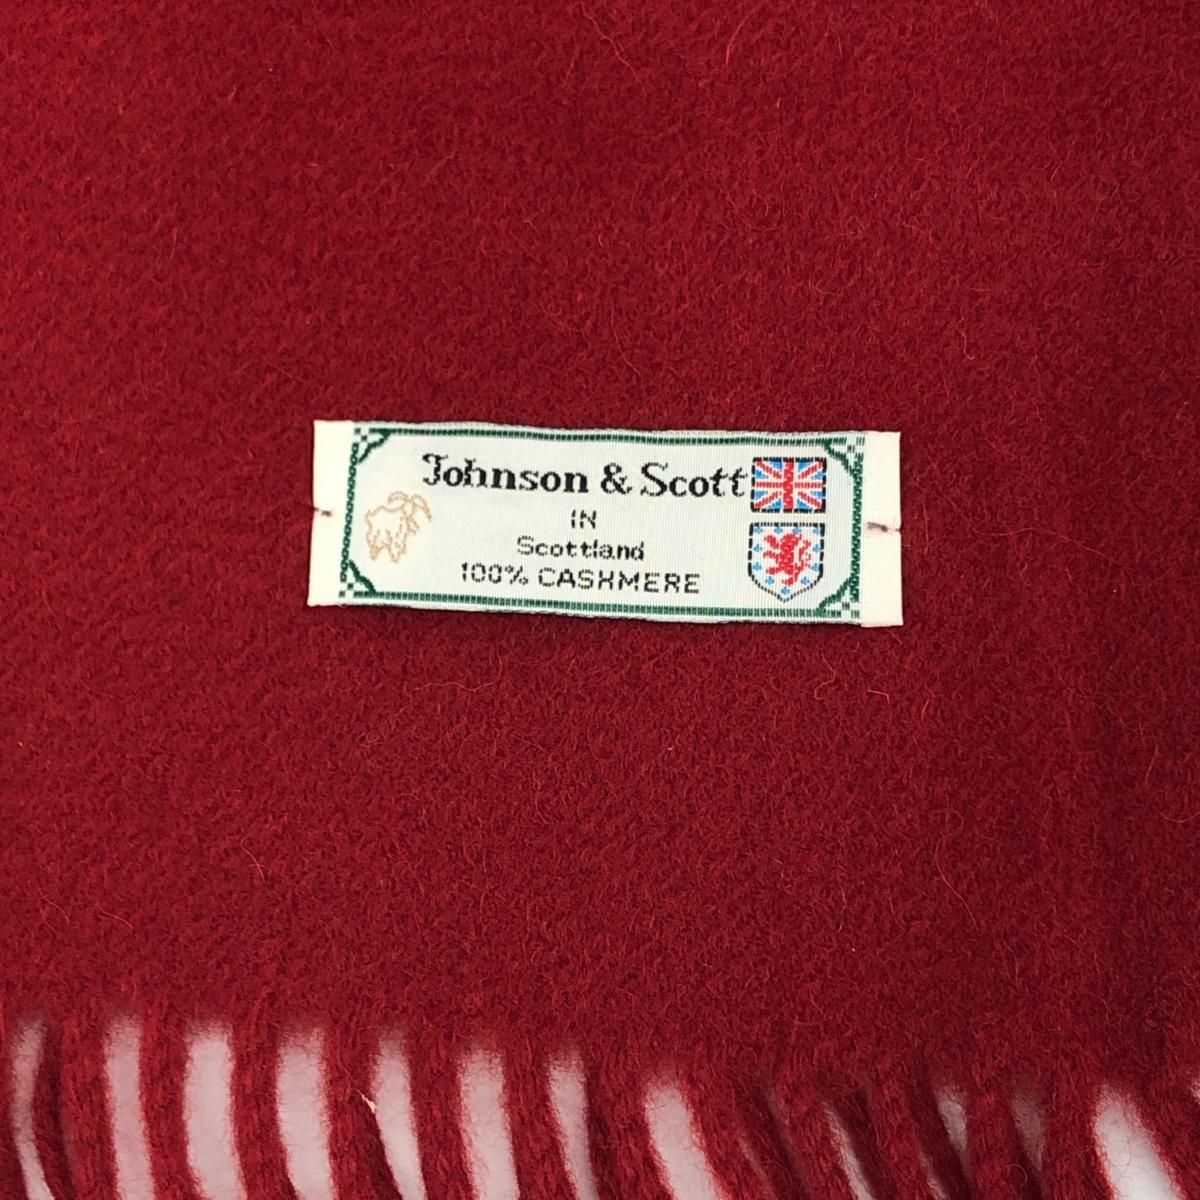 Johnson & Scott
IN
Scottland
100% CASHMERE